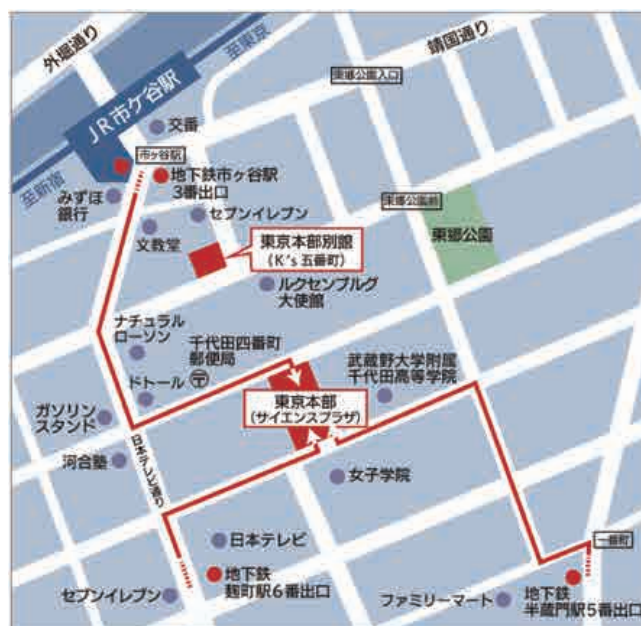 外堀通り
至東京
靖国通り
東郷公園入口
JR市ケ谷駅
交番
市ヶ谷駅
地下鉄市ヶ谷駅
3番出口
至新宿
みずほ
銀行
セブンイレブン
文教堂
東郷公園前
東郷公園
東京本部別館
(K's 五番町)
ルクセンブルグ
大使館
ナチュラル
ローソン
千代田四番町
郵便局
〒
武蔵野大学附属
千代田高等学院
ドトール
東京本部
(サイエンスプラザ)
ガソリン
スタンド
日本テレビ通り
河合塾
女子学院
日本テレビ
一番町
地下鉄
麹町駅6番出口
セブンイレブン
ファミリーマート
地下鉄
半蔵門駅5番出口